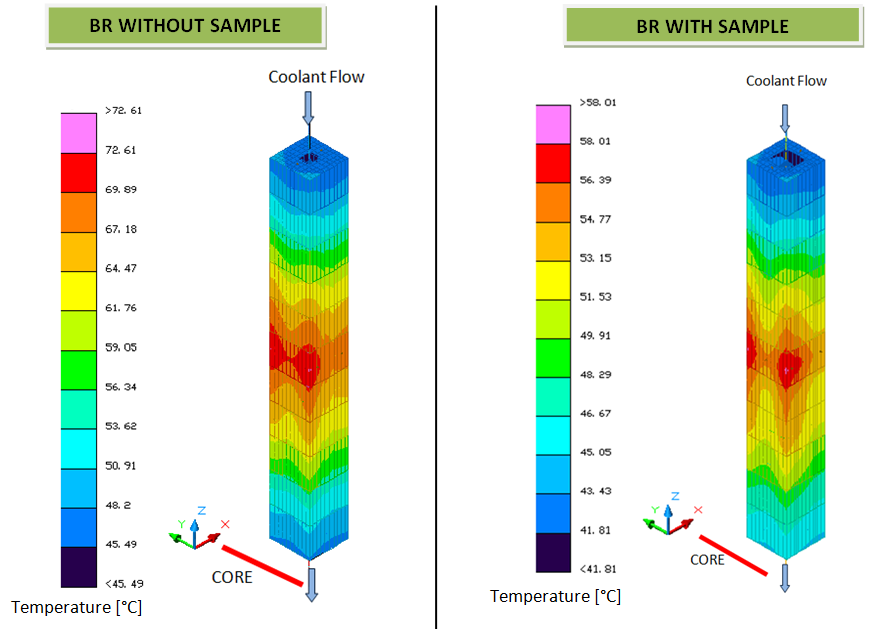 BR WITHOUT SAMPLE
Coolant Flow
>72.61
72.61
69.89
67.18
64.47
61.76
59.05
56.34
53.62
50.91
48.2
45.49
<45.49
Z
Y
X
CORE
Temperature [°C]
BR WITH SAMPLE
Coolant Flow
>58.01
58.01
56.39
54.77
53.15
51.53
49.91
48.29
46.67
45.05
43.43
41.81
<41.81
Z
Y
X
CORE
Temperature [°C]